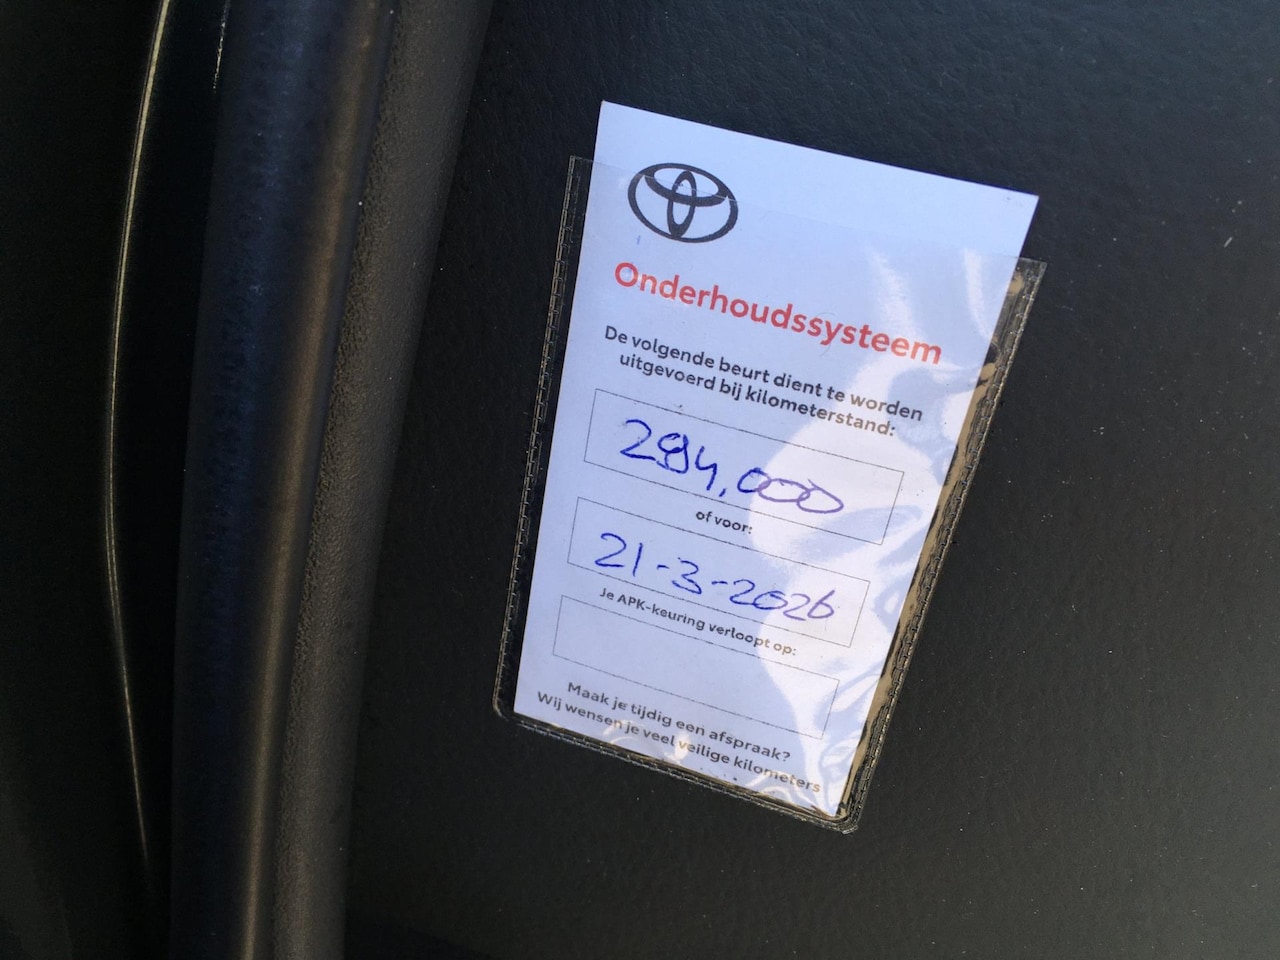 Onderhoudssysteem
De volgende beurt dient te worden
uitgevoerd bij kilometerstand:
294,000
of voor:
21-3-2026
Je APK-keuring verloopt op:
Maak je tijdig een afspraak?
Wij wensen je veel veilige kilometers